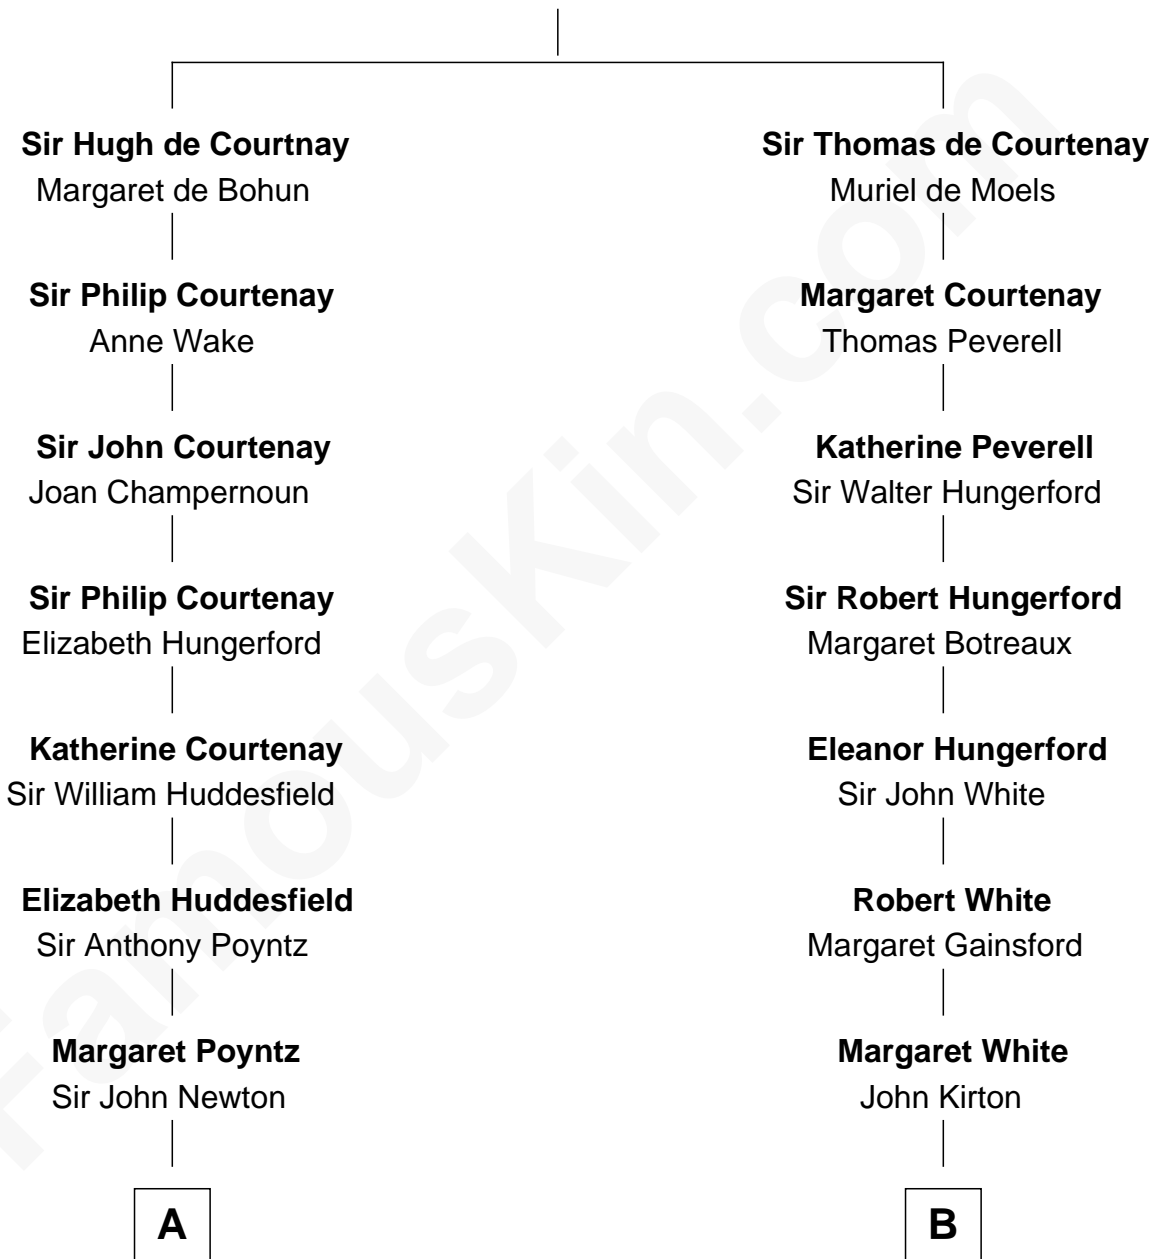 Sir Hugh de Courtnay
Margaret de Bohun
Sir Philip Courtenay
Anne Wake
Sir John Courtenay
Joan Champernoun
Sir Philip Courtenay
Elizabeth Hungerford
Katherine Courtenay
Sir William Huddesfield
Elizabeth Huddesfield
Sir Anthony Poyntz
Margaret Poyntz
Sir John Newton
A
Sir Thomas de Courtenay
Muriel de Moels
Margaret Courtenay
Thomas Peverell
Katherine Peverell
Sir Walter Hungerford
Sir Robert Hungerford
Margaret Botreaux
Eleanor Hungerford
Sir John White
Robert White
Margaret Gainsford
Margaret White
John Kirton
B
FamousKin.com